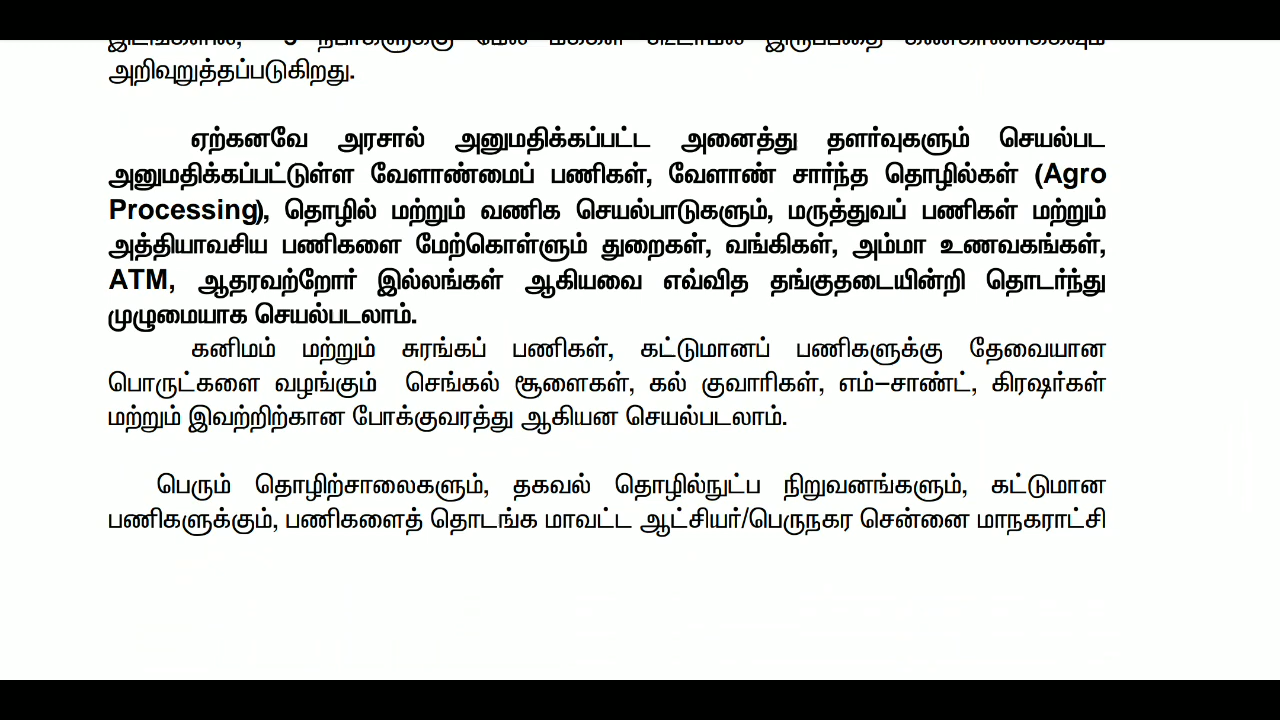 அறிவுறுத்தப்படுகிறது.
ஏற்கனவே அரசால் அனுமதிக்கப்பட்ட அனைத்து தளர்வுகளும் செயல்பட
அனுமதிக்கப்பட்டுள்ள வேளாண்மைப் பணிகள், வேளாண் சார்ந்த தொழில்கள் (Agro
Processing), தொழில் மற்றும் வணிக செயல்பாடுகளும், மருத்துவப் பணிகள் மற்றும்
அத்தியாவசிய பணிகளை மேற்கொள்ளும் துறைகள், வங்கிகள், அம்மா உணவகங்கள்,
ATM, ஆதரவற்றோர் இல்லங்கள் ஆகியவை எவ்வித தங்குதடையின்றி தொடர்ந்து
முழுமையாக செயல்படலாம்.
கனிமம் மற்றும் சுரங்கப் பணிகள், கட்டுமானப் பணிகளுக்கு தேவையான
பொருட்களை வழங்கும் செங்கல் சூளைகள், கல் குவாரிகள், எம்–சாண்ட், கிரஷர்கள்
மற்றும் இவற்றிற்கான போக்குவரத்து ஆகியன செயல்படலாம்.
பெரும் தொழிற்சாலைகளும், தகவல் தொழில்நுட்ப நிறுவனங்களும், கட்டுமான
பணிகளுக்கும், பணிகளைத் தொடங்க மாவட்ட ஆட்சியர்/பெருநகர சென்னை மாநகராட்சி